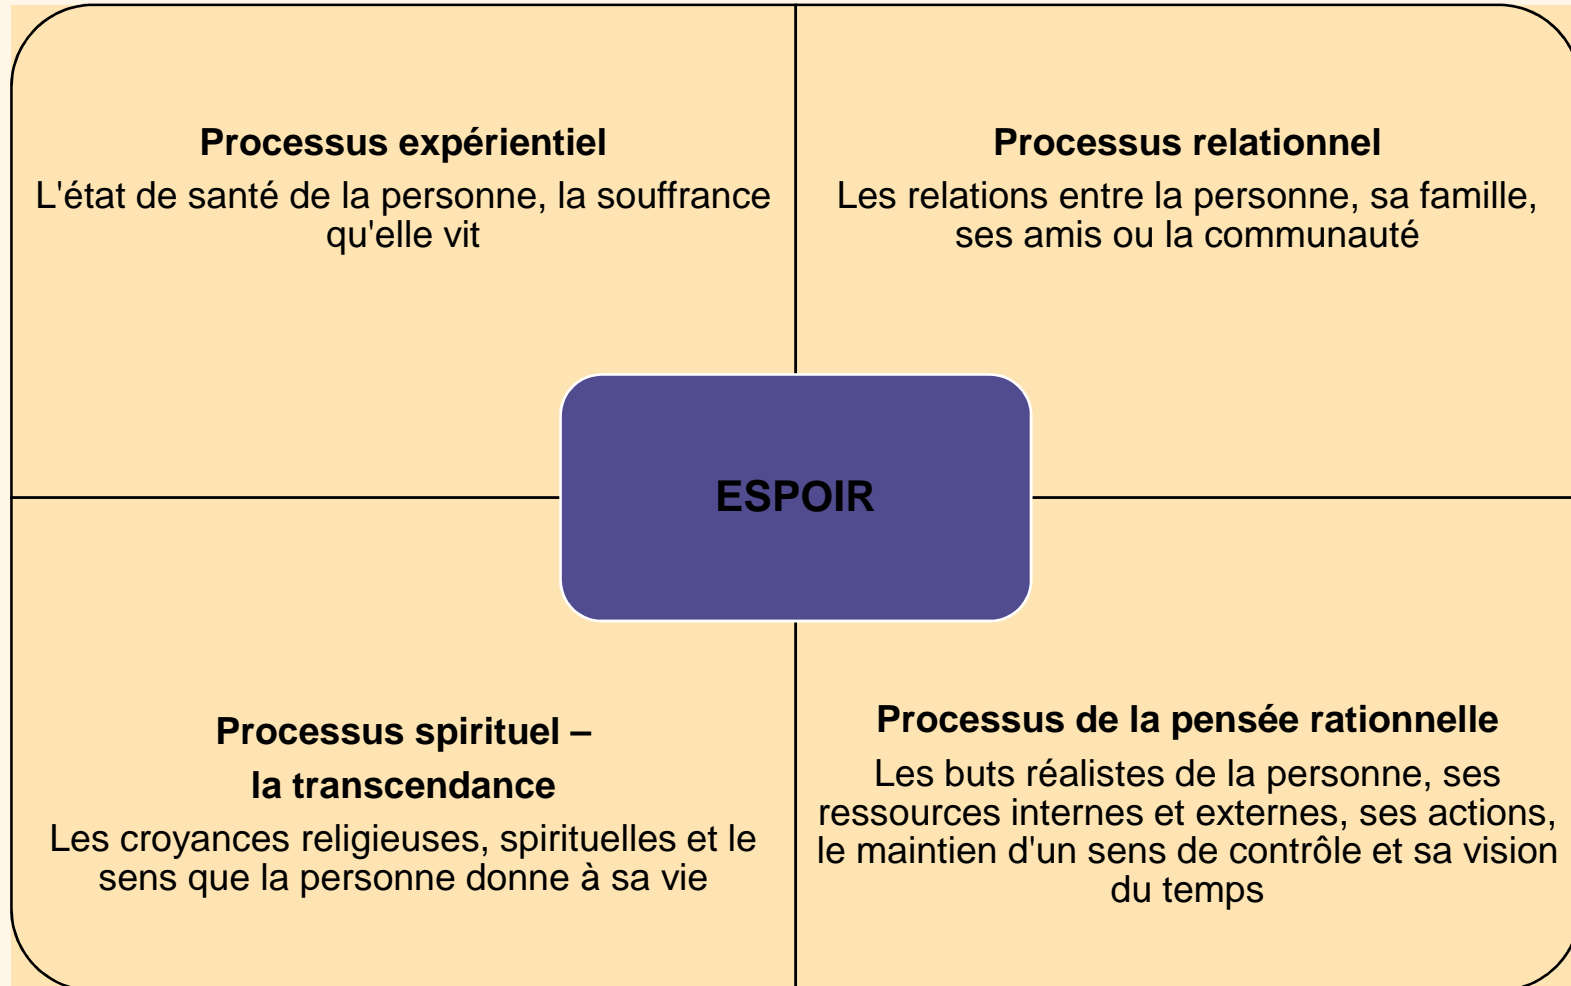 Processus expérientiel
L'état de santé de la personne, la souffrance
qu'elle vit
Processus relationnel
Les relations entre la personne, sa famille,
ses amis ou la communauté
ESPOIR
Processus spirituel –
la transcendance
Les croyances religieuses, spirituelles et le
sens que la personne donne à sa vie
Processus de la pensée rationnelle
Les buts réalistes de la personne, ses
ressources internes et externes, ses actions,
le maintien d'un sens de contrôle et sa vision
du temps